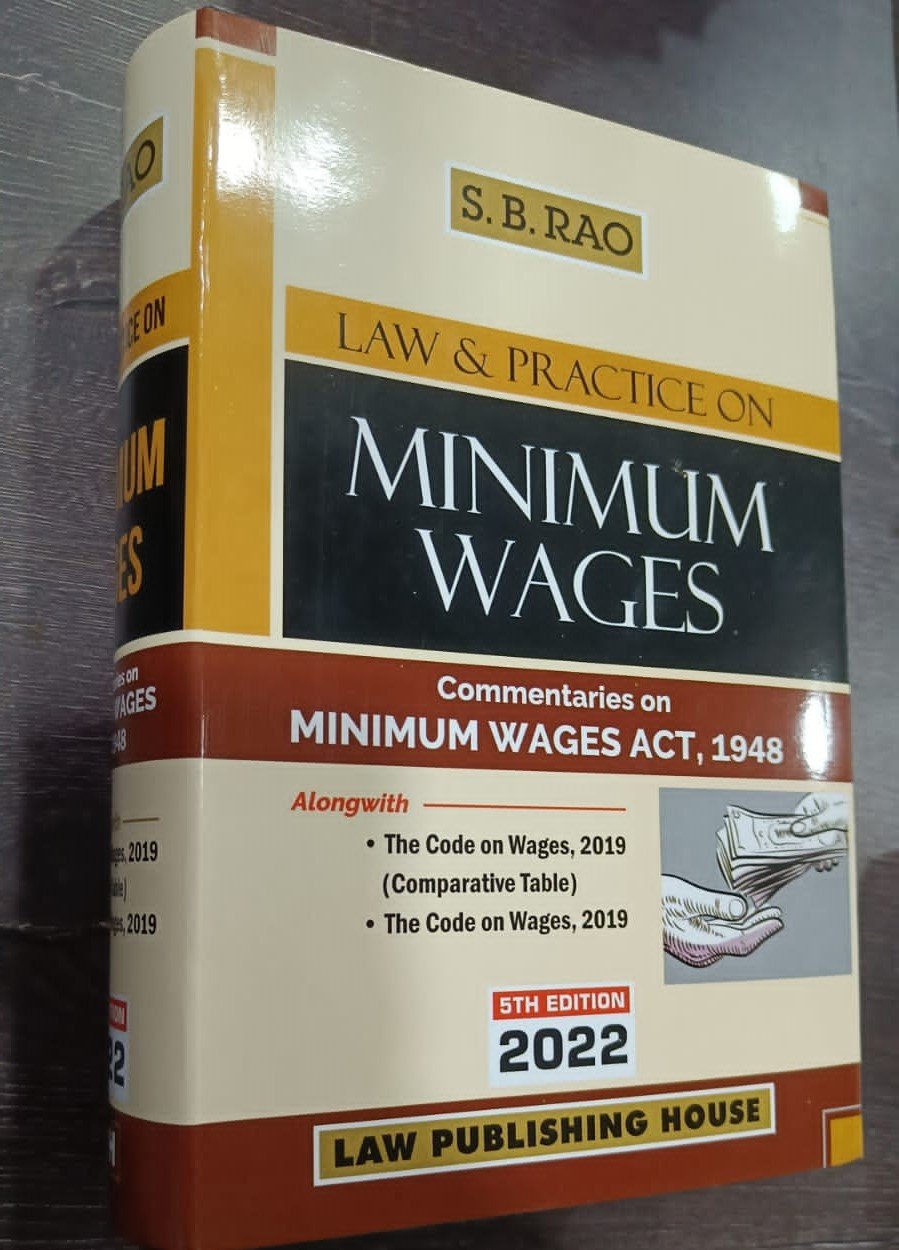 S. B. RAO
LAW & PRACTICE ON
MINIMUM
WAGES
Commentaries on
MINIMUM WAGES ACT, 1948
Alongwith
• The Code on Wages, 2019
(Comparative Table)
• The Code on Wages, 2019
5TH EDITION
2022
LAW PUBLISHING HOUSE